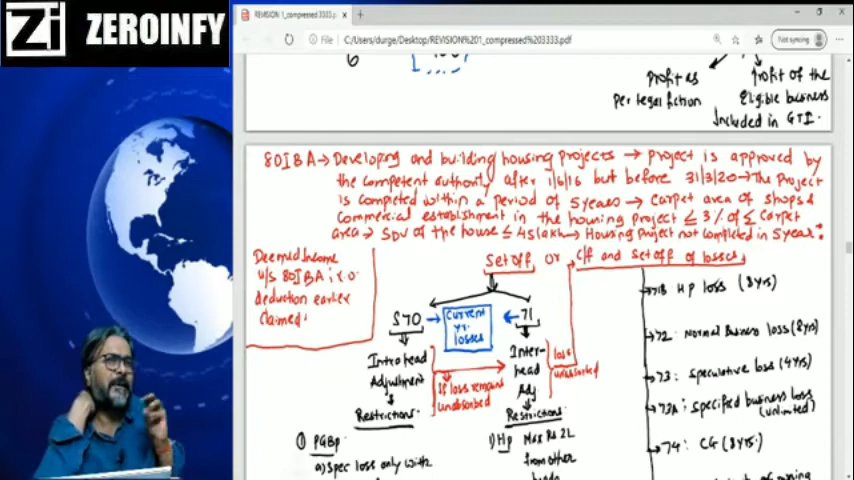 Zi ZEROINFY
REVISION 1_compressed 3333.pdf
File
C:/Users/durge/Desktop/REVISION%201_compressed%203333.pdf
Not syncing
6
Profit as
Per legal fiction
Profit of the
Eligible business
Included in GTI.
80IBA → Developing and building housing projects → Project is approved by
the competent authority after 1/6/16 but before 31/3/20 → The Project
is completed within a period of 5 years → Carpet area of shops &
Commercial establishment in the housing project ≤ 3% of ≤ Carpet
area → SDV of the house ≤ 45 lakh → Housing Project not completed in 5 year:
Deemed Income
u/s 80IBA i.r.o
deduction earlier
claimed.
Set off or c/f and set off of losses
S70 → Current yr. losses ← 71
Intrahead
Adjustment
Restrictions
If loss remains
unabsorbed
Inter-
head
Adj
Restrictions
loss
unabsorbed
1) PGBP
a) Spec loss only with
1) HP Max Rs 2L
from other
heads
71B HP loss (8 yrs)
72: Normal Business loss (8 yrs)
73: Speculative loss (4 yrs)
73A: Specified business loss
(unlimited)
74: CG (8 yrs.)